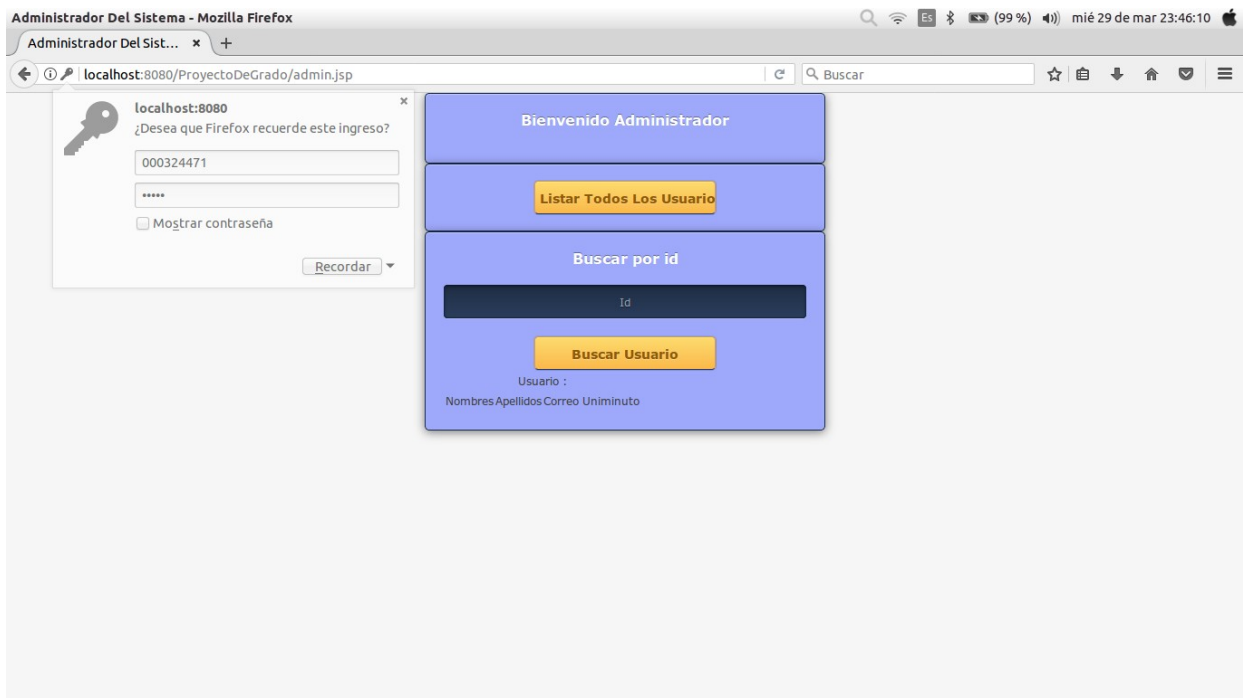 Administrador Del Sistema - Mozilla Firefox
Es (99 %) mié 29 de mar 23:46:10
Administrador Del Sist... × +
localhost:8080/ProyectoDeGrado/admin.jsp
Buscar
localhost:8080 ×
¿Desea que Firefox recuerde este ingreso?
000324471
•••••
Mostrar contraseña
Recordar
Bienvenido Administrador
Listar Todos Los Usuario
Buscar por id
Id
Buscar Usuario
Usuario :
Nombres Apellidos Correo Uniminuto